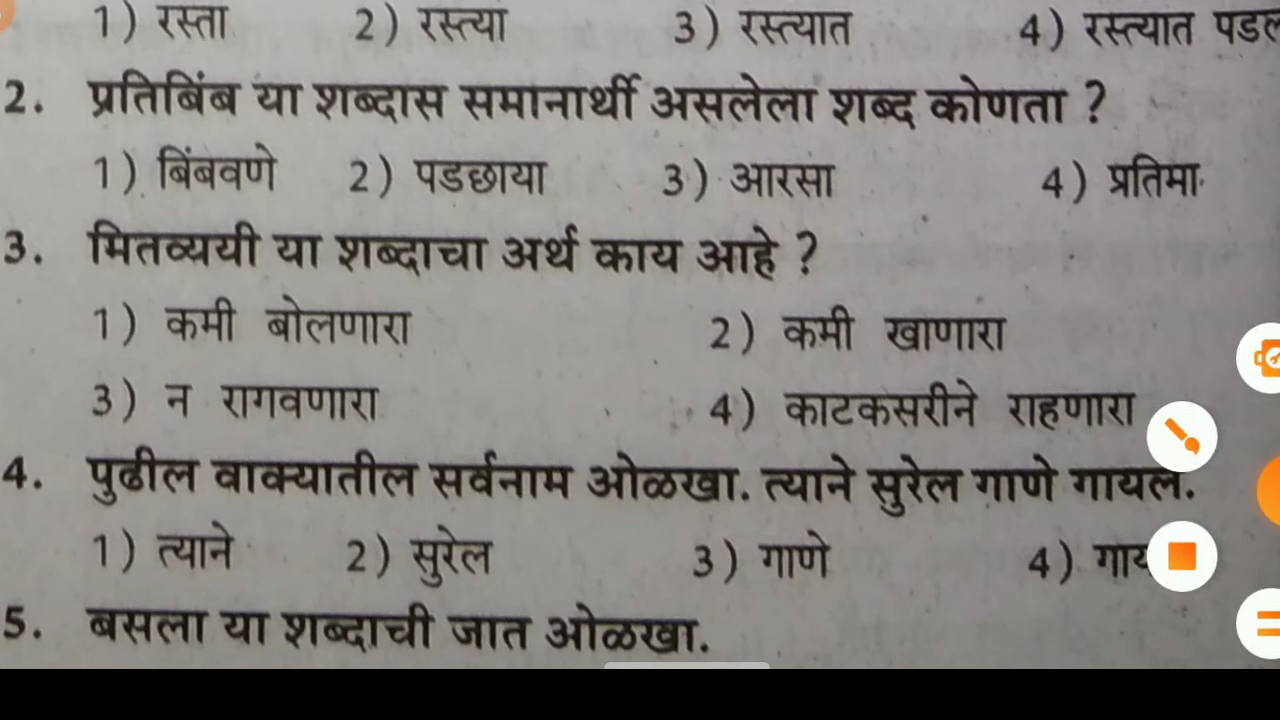 1) रस्ता 2) रस्त्या 3) रस्त्यात 4) रस्त्यात
2. प्रतिबिंब या शब्दास समानार्थी असलेला शब्द कोणता ?
1) बिंबवणे 2) पडछाया 3) आरसा 4) प्रतिमा
3. मितव्ययी या शब्दाचा अर्थ काय आहे ?
1) कमी बोलणारा 2) कमी खाणारा
3) न रागवणारा 4) काटकसरीने राहणारा
4. पुढील वाक्यातील सर्वनाम ओळखा. त्याने सुरेल गाणे गायल.
1) त्याने 2) सुरेल 3) गाणे 4)
5. बसला या शब्दाची जात ओळखा.